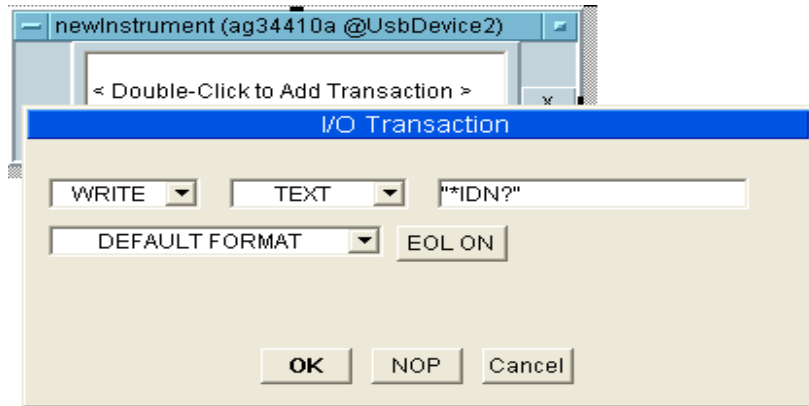 newInstrument (ag34410a @UsbDevice2)
< Double-Click to Add Transaction >
I/O Transaction
WRITE TEXT "*IDN?"
DEFAULT FORMAT EOL ON
OK NOP Cancel